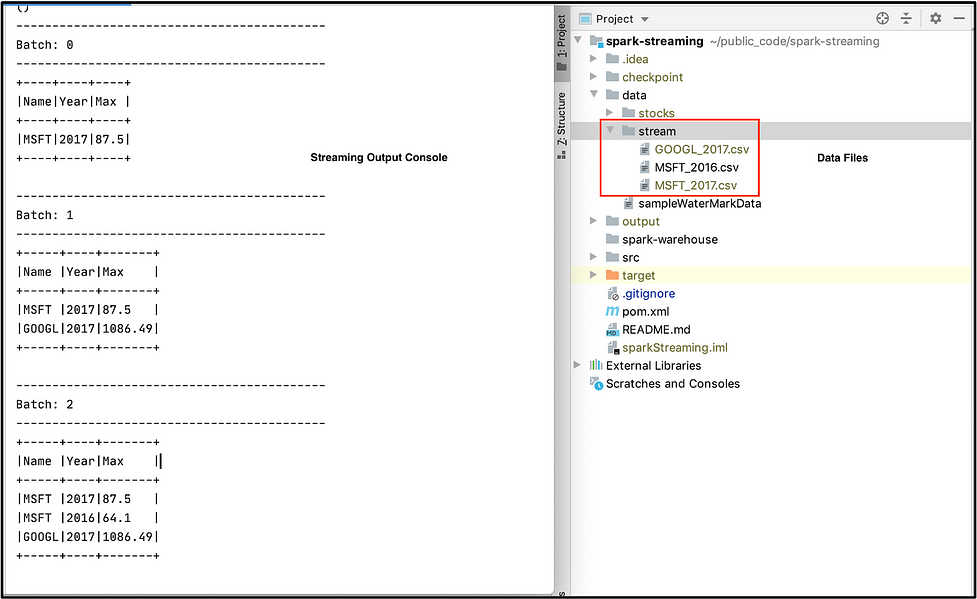 ()
-----------------------------------------
Batch: 0
-----------------------------------------
+----+----+----+
|Name|Year|Max |
+----+----+----+
|MSFT|2017|87.5|
+----+----+----+
Streaming Output Console
-----------------------------------------
Batch: 1
-----------------------------------------
+-----+----+-------+
|Name |Year|Max    |
+-----+----+-------+
|MSFT |2017|87.5   |
|GOOGL|2017|1086.49|
+-----+----+-------+
-----------------------------------------
Batch: 2
-----------------------------------------
+-----+----+-------+
|Name |Year|Max    |
+-----+----+-------+
|MSFT |2017|87.5   |
|MSFT |2016|64.1   |
|GOOGL|2017|1086.49|
+-----+----+-------+
1: Project
Z: Structure
Project
spark-streaming ~/public_code/spark-streaming
.idea
checkpoint
data
stocks
stream
GOOGL_2017.csv
MSFT_2016.csv
MSFT_2017.csv
Data Files
sampleWaterMarkData
output
spark-warehouse
src
target
.gitignore
m pom.xml
MD README.md
sparkStreaming.iml
External Libraries
Scratches and Consoles